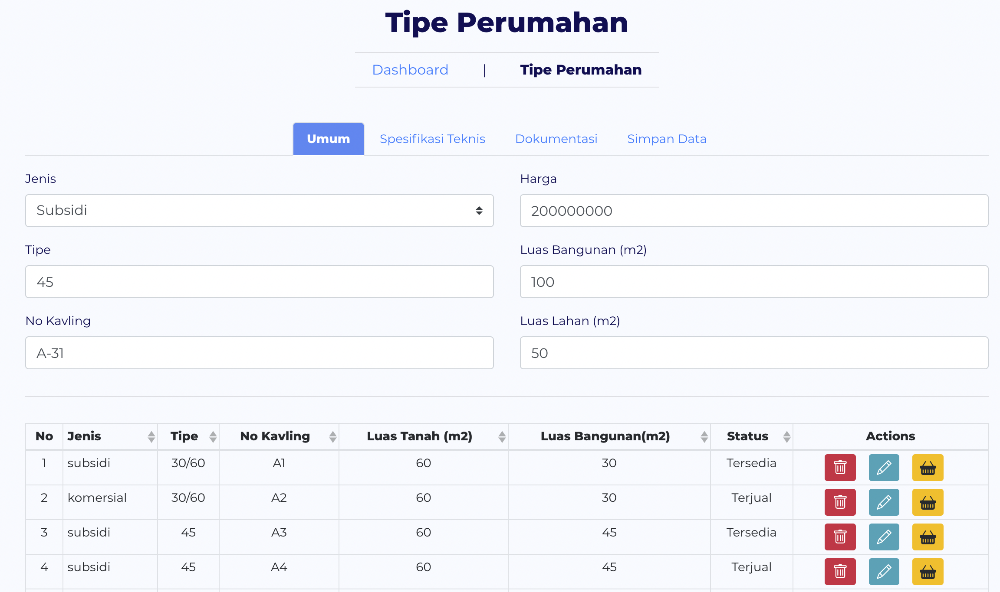 Tipe Perumahan
Dashboard | Tipe Perumahan
Umum Spesifikasi Teknis Dokumentasi Simpan Data
Jenis Harga
Subsidi 200000000
Tipe Luas Bangunan (m2)
45 100
No Kavling Luas Lahan (m2)
A-31 50
No Jenis Tipe No Kavling Luas Tanah (m2) Luas Bangunan(m2) Status Actions
1 subsidi 30/60 A1 60 30 Tersedia
2 komersial 30/60 A2 60 30 Terjual
3 subsidi 45 A3 60 45 Tersedia
4 subsidi 45 A4 60 45 Terjual